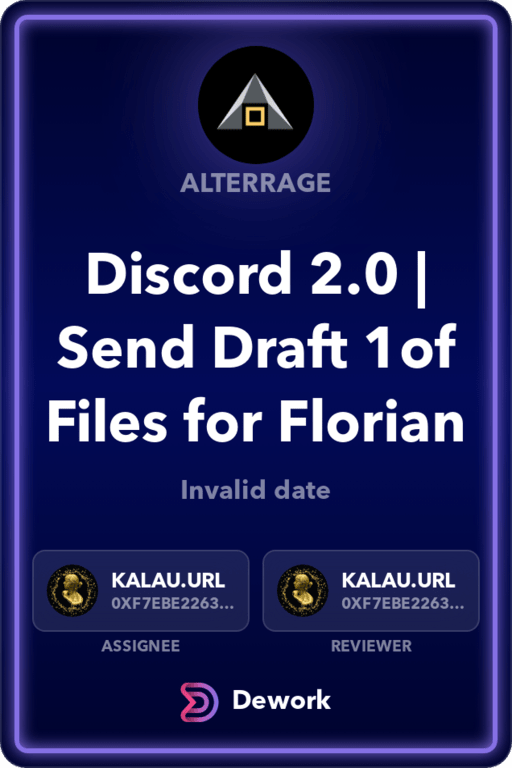 ALTERRAGE
Discord 2.0 |
Send Draft 1of
Files for Florian
Invalid date
KALAU.URL
0XF7EBE2263...
ASSIGNEE
KALAU.URL
0XF7EBE2263...
REVIEWER
Dework